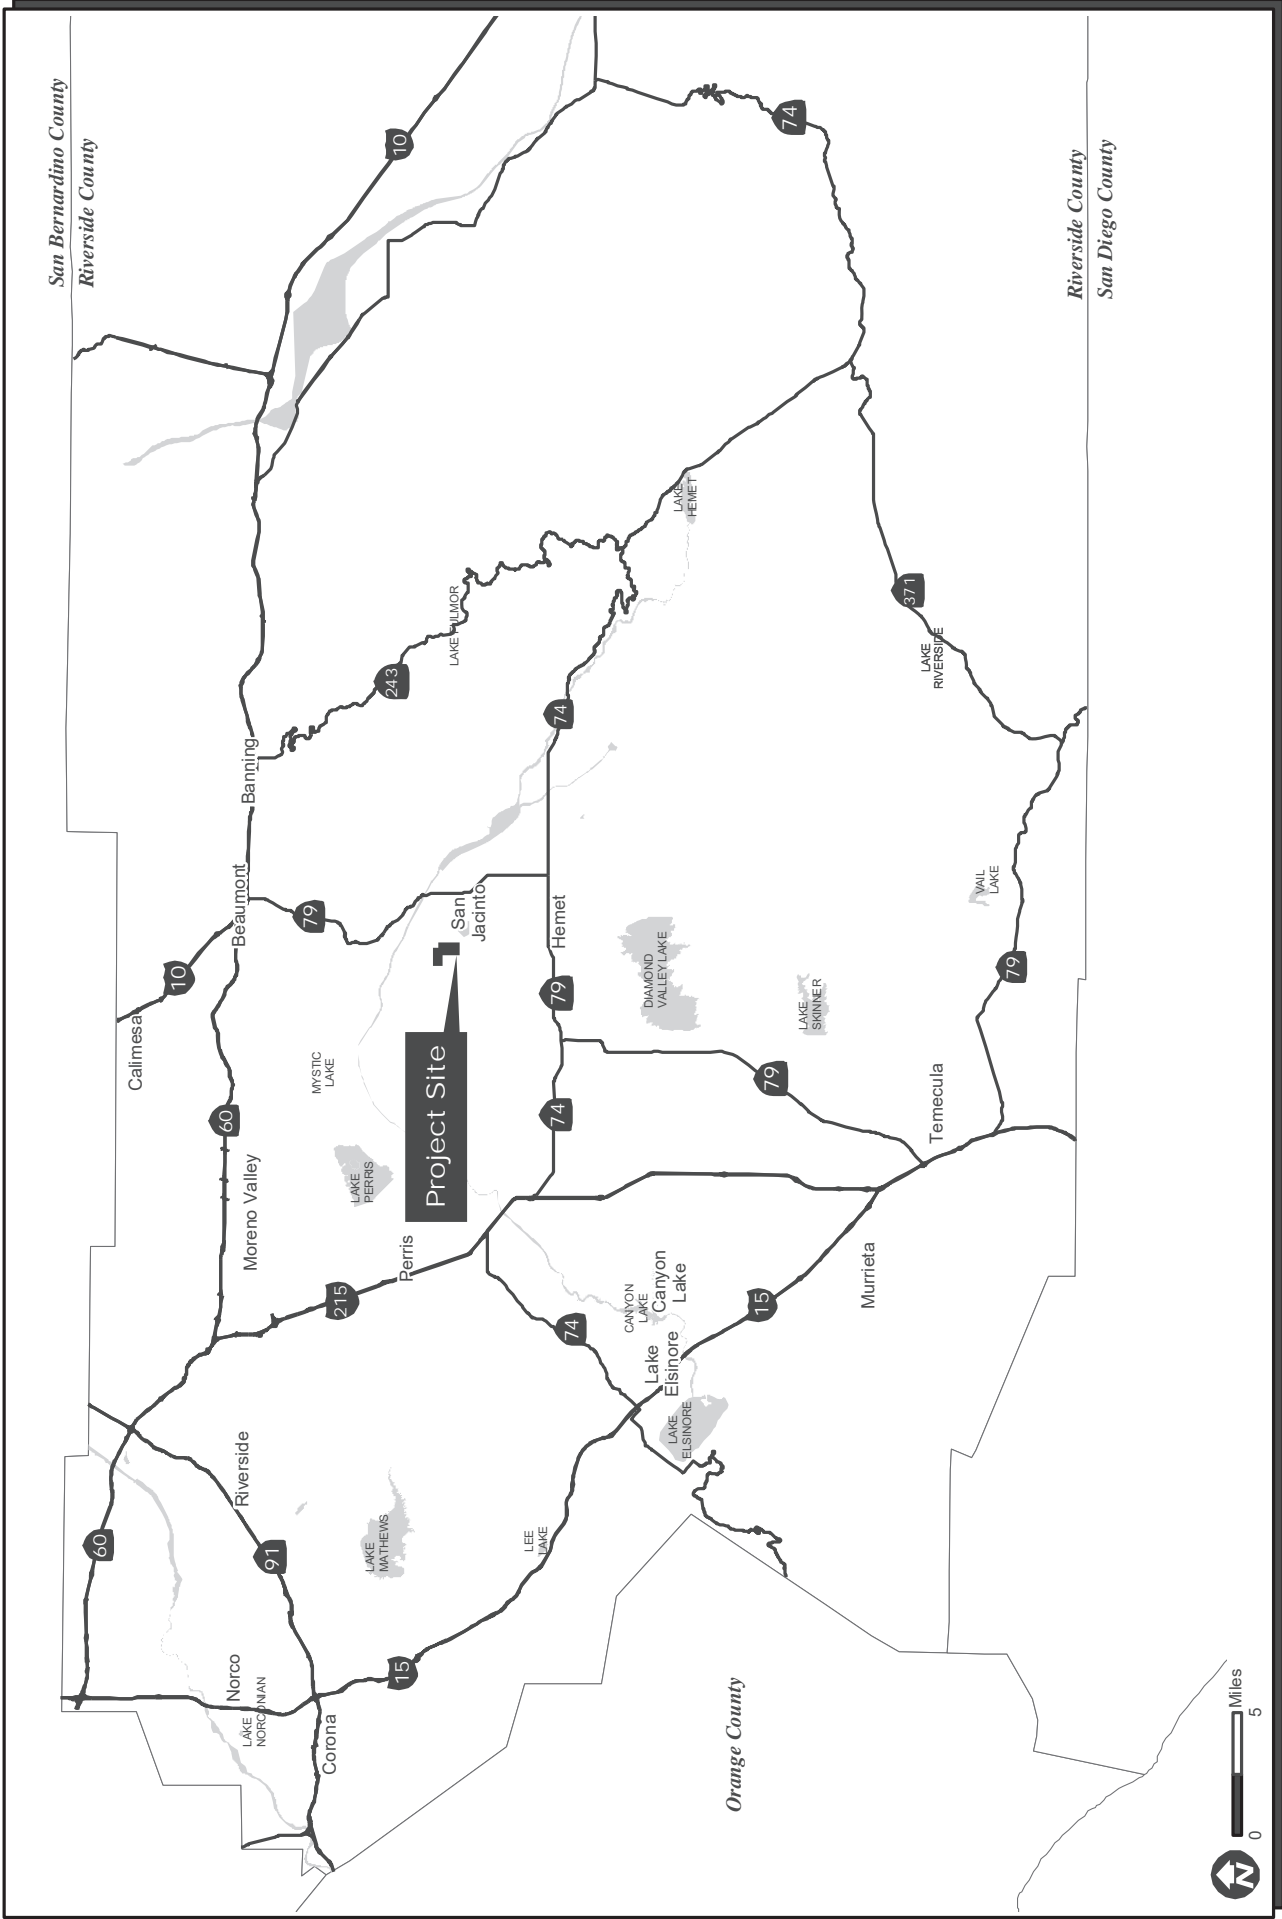 San Bernardino County
Riverside County
10
74
Riverside County
San Diego County
LAKE
HEMET
LAKE FULMOR
243
74
371
LAKE
RIVERSIDE
Banning
Beaumont
79
San
Jacinto
Hemet
VAIL
LAKE
10
Calimesa
79
DIAMOND
VALLEY LAKE
LAKE
SKINNER
79
MYSTIC
LAKE
Project Site
60
74
79
Temecula
Moreno Valley
LAKE
PERRIS
Perris
215
Canyon
Lake
CANYON
LAKE
15
Murrieta
74
Lake
Elsinore
LAKE
ELSINORE
Riverside
60
91
LAKE
MATHEWS
LEE
LAKE
Norco
LAKE
NORCONIAN
15
Corona
Orange County
N
0
5
Miles